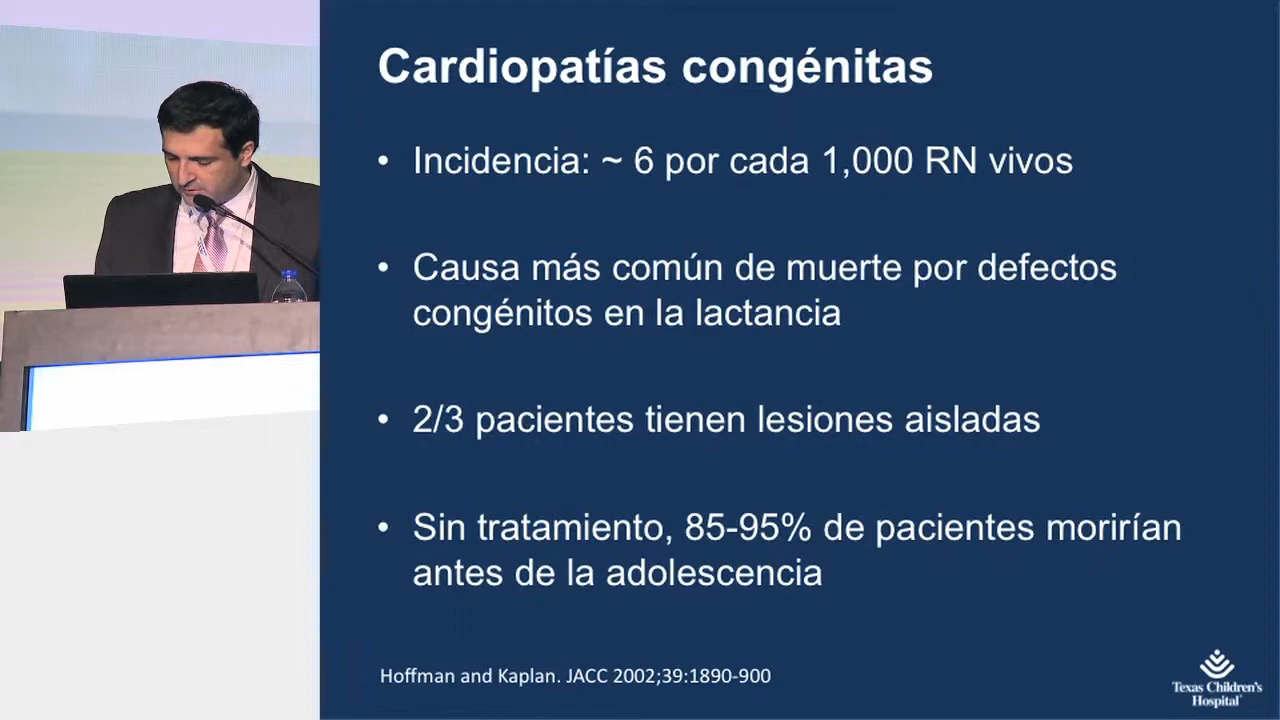 Cardiopatías congénitas
• Incidencia: ~ 6 por cada 1,000 RN vivos
• Causa más común de muerte por defectos
congénitos en la lactancia
• 2/3 pacientes tienen lesiones aisladas
• Sin tratamiento, 85-95% de pacientes morirían
antes de la adolescencia
Hoffman and Kaplan. JACC 2002;39:1890-900
Texas Children's
Hospital